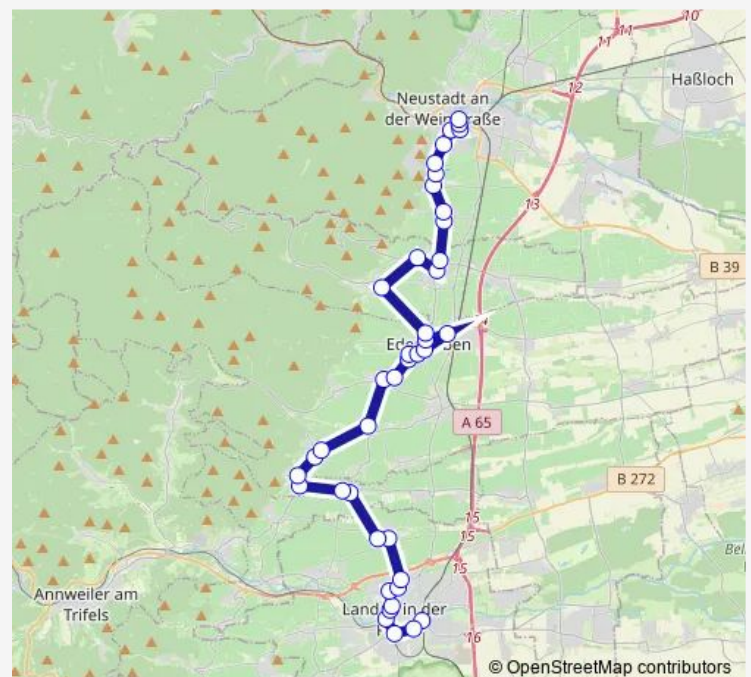 10
11
11
12
Haßloch
Neustadt an
der Weinstraße
13
B 39
A 65
B 272
15
15
Annweiler am
Trifels
16
© OpenStreetMap contributors